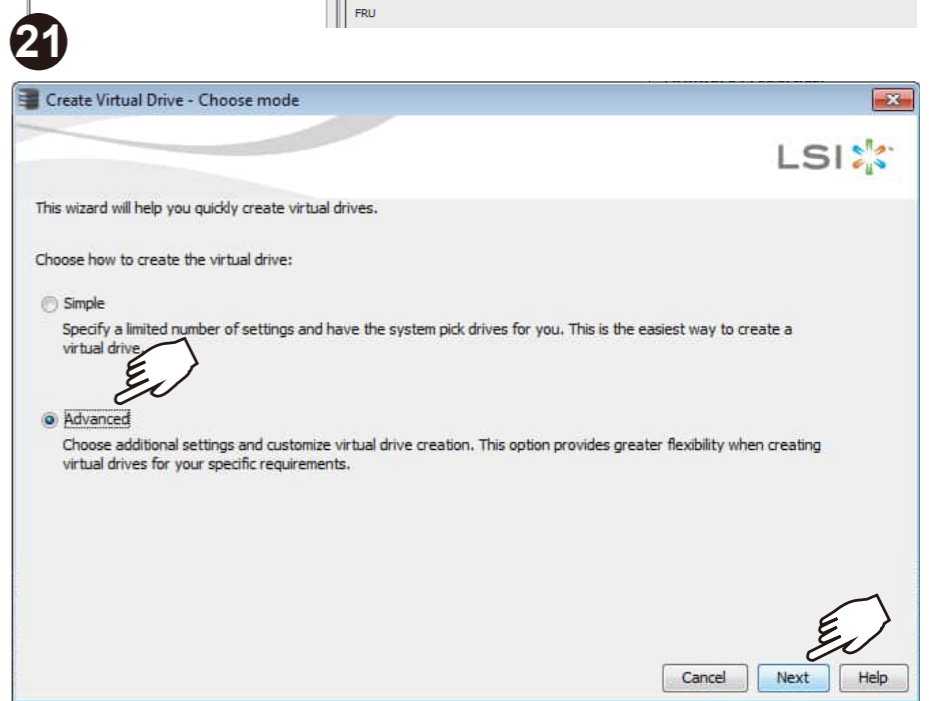 FRU
21
Create Virtual Drive - Choose mode
LSI
This wizard will help you quickly create virtual drives.
Choose how to create the virtual drive:
Simple
Specify a limited number of settings and have the system pick drives for you. This is the easiest way to create a
virtual drive.
Advanced
Choose additional settings and customize virtual drive creation. This option provides greater flexibility when creating
virtual drives for your specific requirements.
Cancel Next Help